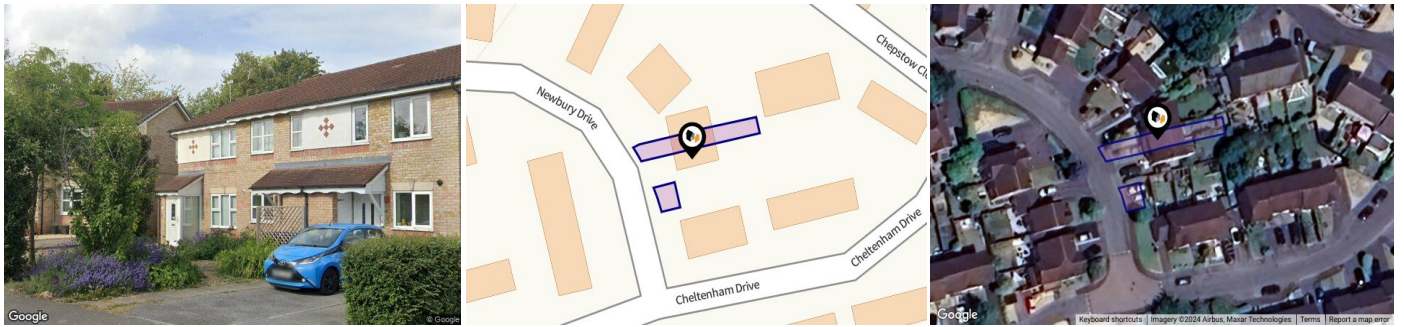 Google
© Google
Newbury Drive
Chepstow Clo
Cheltenham Drive
Cheltenham Drive
Google
Keyboard shortcuts
Imagery ©2024 Airbus, Maxar Technologies
Terms
Report a map error